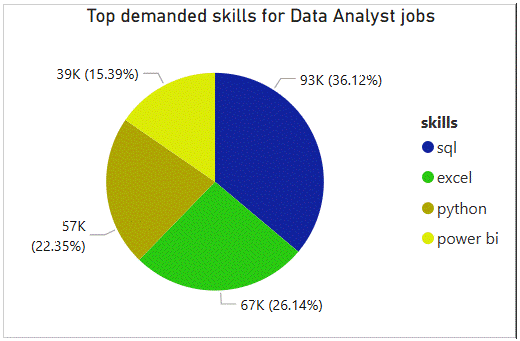 Top demanded skills for Data Analyst jobs
39K (15.39%)
93K (36.12%)
57K
(22.35%)
67K (26.14%)
skills
sql
excel
python
power bi